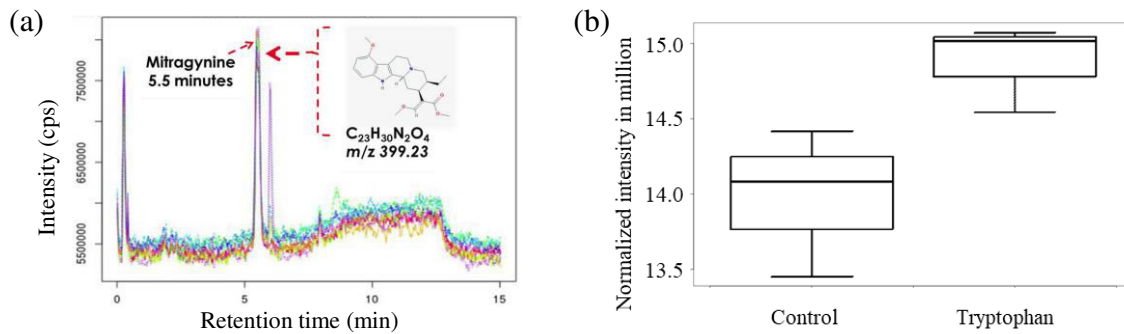 (a)
Intensity (cps)
7500000
6500000
5500000
Mitragynine
5.5 minutes
C₂₃H₃₀N₂O₄
m/z 399.23
0
5
10
15
Retention time (min)
(b)
Normalized intensity in million
15.0
14.5
14.0
13.5
Control
Tryptophan